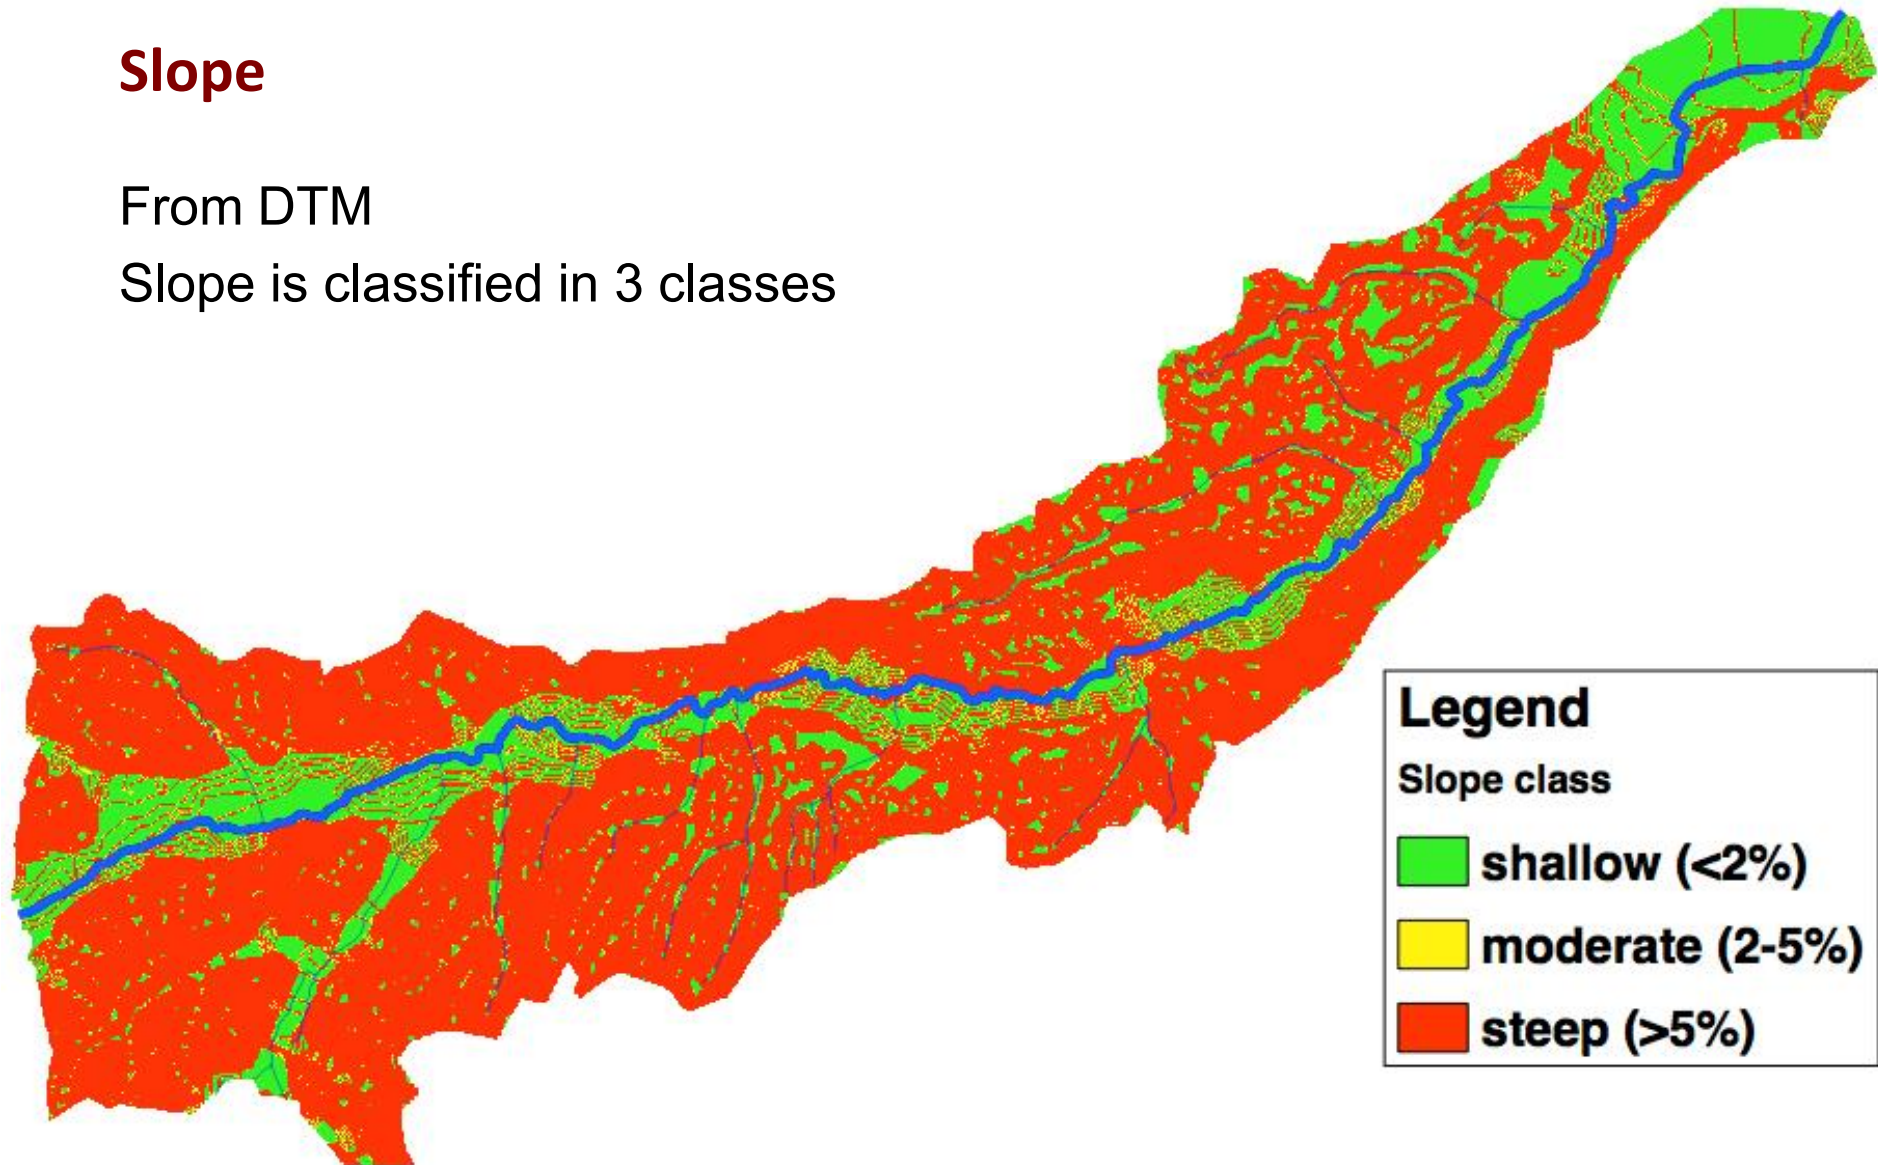 Slope
From DTM
Slope is classified in 3 classes
Legend
Slope class
shallow (<2%)
moderate (2-5%)
steep (>5%)